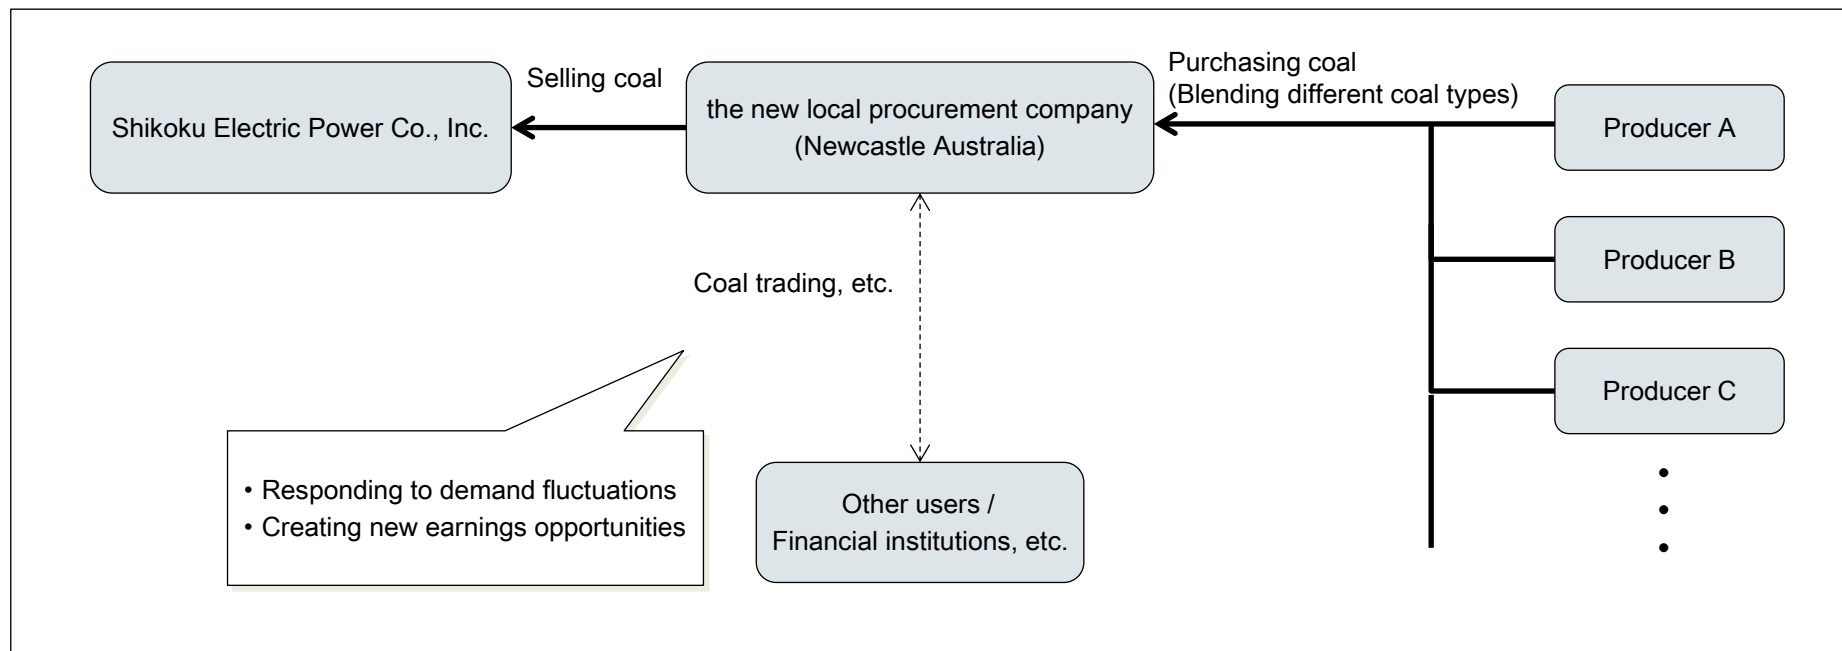 Shikoku Electric Power Co., Inc.
Selling coal
the new local procurement company
(Newcastle Australia)
Purchasing coal
(Blending different coal types)
Producer A
Producer B
Producer C
Coal trading, etc.
• Responding to demand fluctuations
• Creating new earnings opportunities
Other users /
Financial institutions, etc.